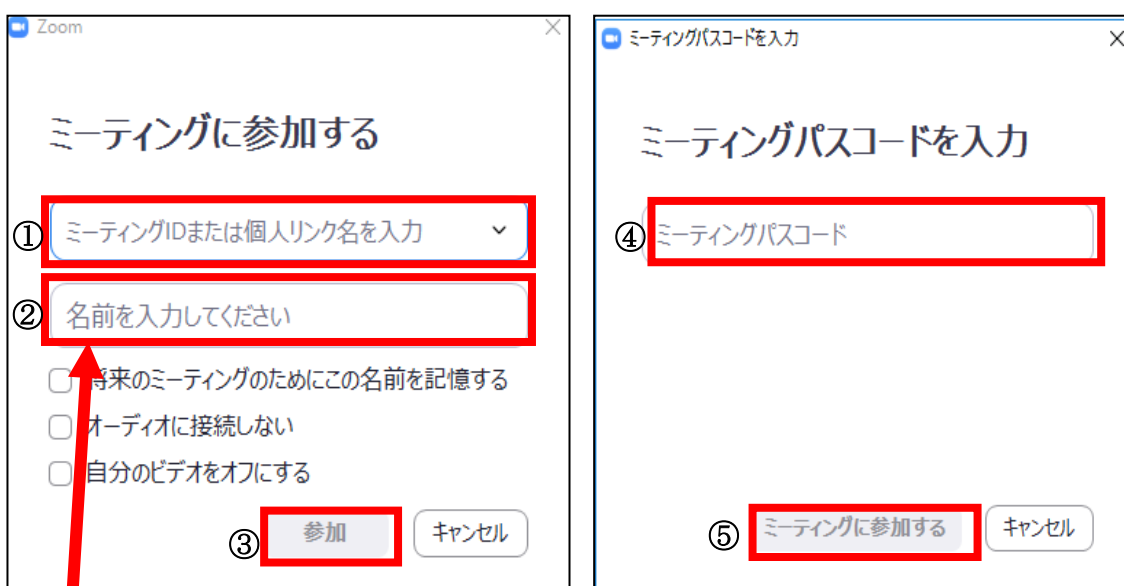 Zoom
ミーティングに参加する
① ミーティングIDまたは個人リンク名を入力
② 名前を入力してください
将来のミーティングのためにこの名前を記憶する
オーディオに接続しない
自分のビデオをオフにする
③ 参加 キャンセル
ミーティングパスコードを入力
ミーティングパスコードを入力
④ ミーティングパスコード
⑤ ミーティングに参加する キャンセル